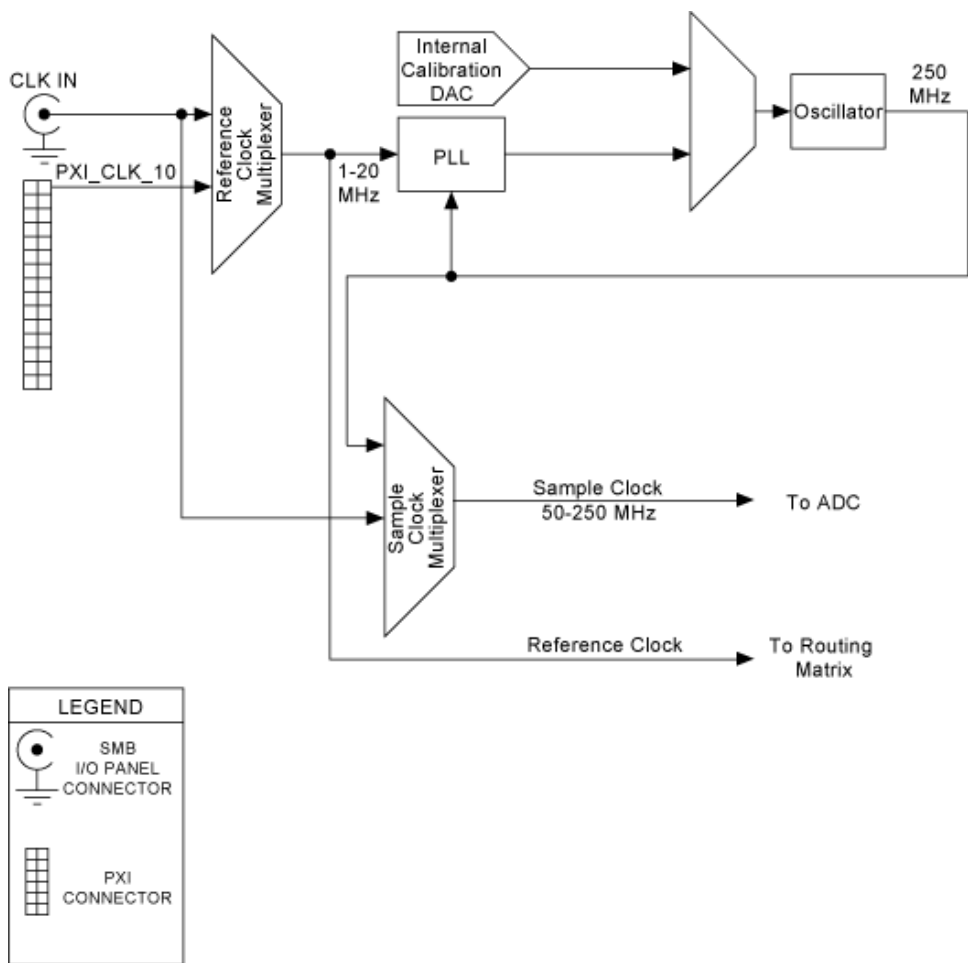 CLK IN
PXI_CLK_10
Reference
Clock
Multiplexer
1-20
MHz
Internal
Calibration
DAC
PLL
Oscillator
250
MHz
Sample
Clock
Multiplexer
Sample Clock
50-250 MHz
To ADC
Reference Clock
To Routing
Matrix
LEGEND
SMB
I/O PANEL
CONNECTOR
PXI
CONNECTOR